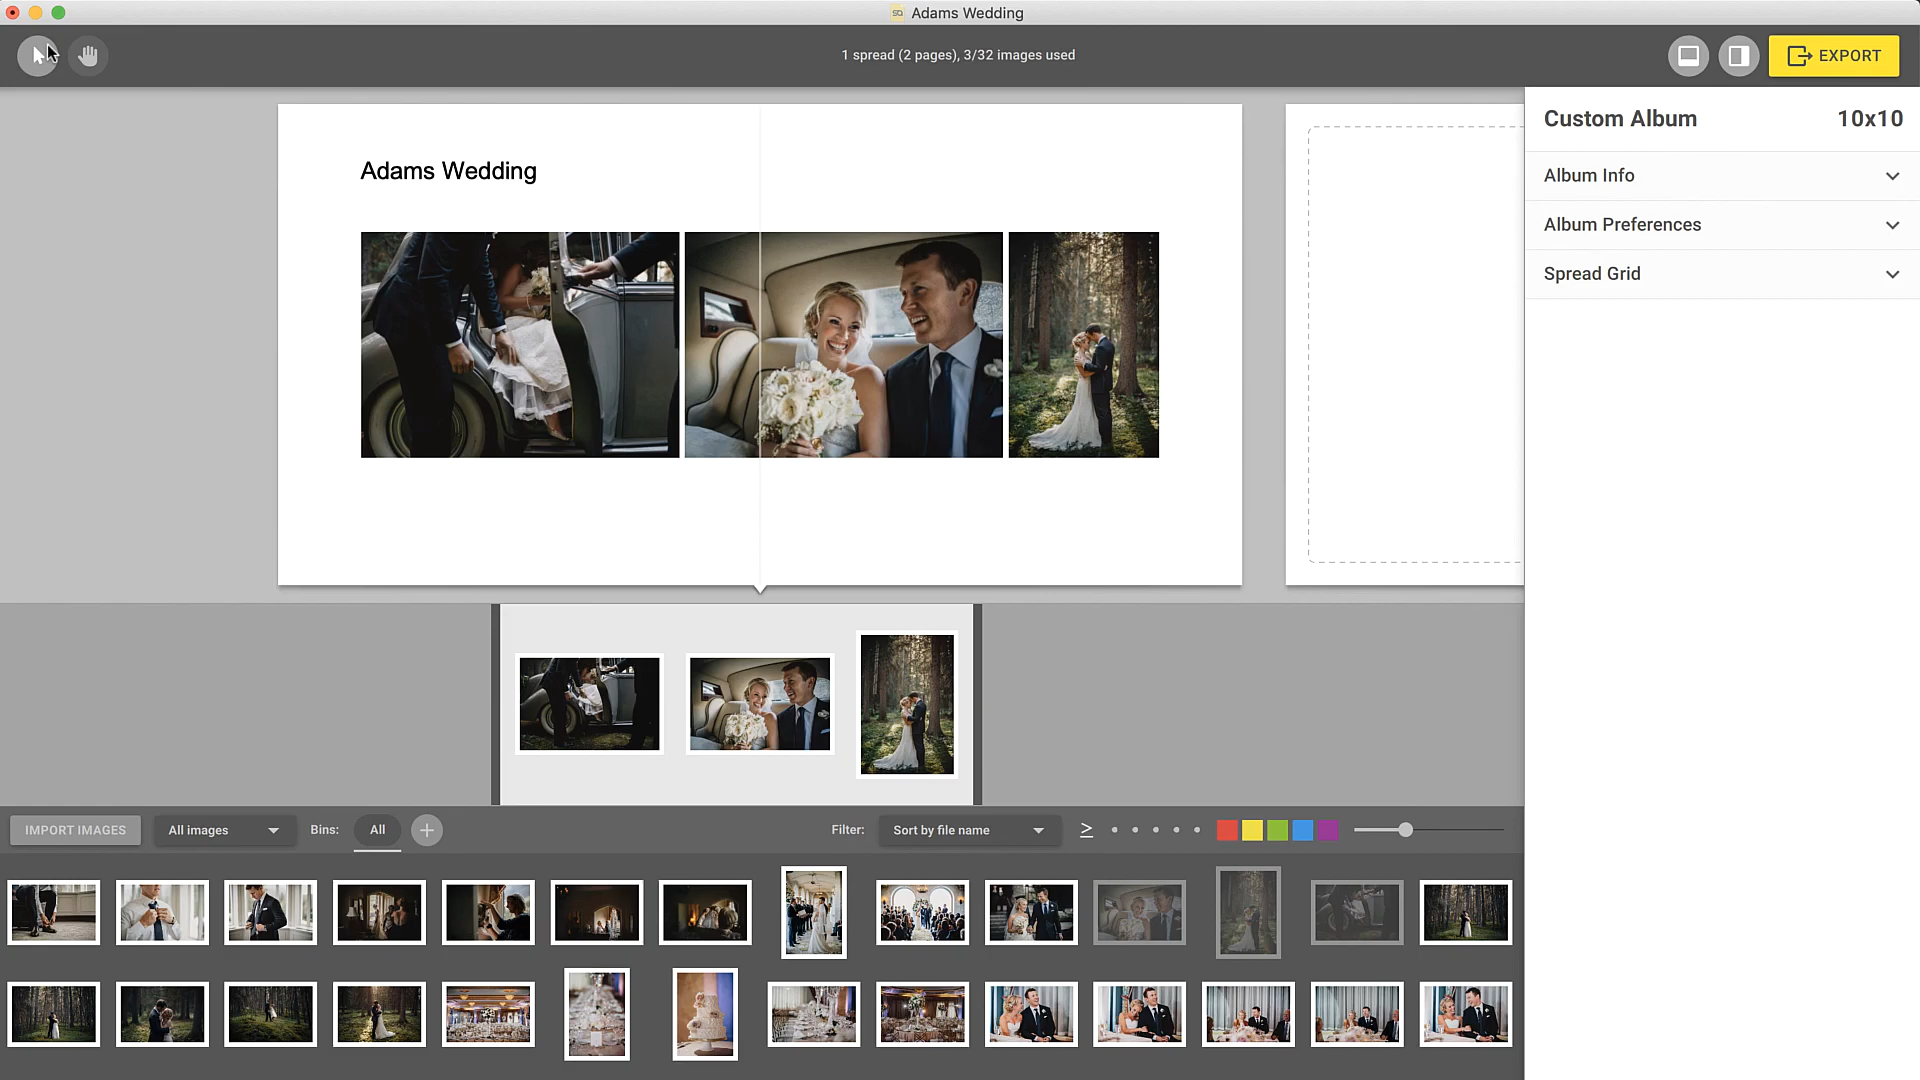 Adams Wedding
1 spread (2 pages), 3/32 images used
EXPORT
Custom Album 10x10
Album Info
Album Preferences
Spread Grid
Adams Wedding
IMPORT IMAGES All images Bins: All Filter: Sort by file name